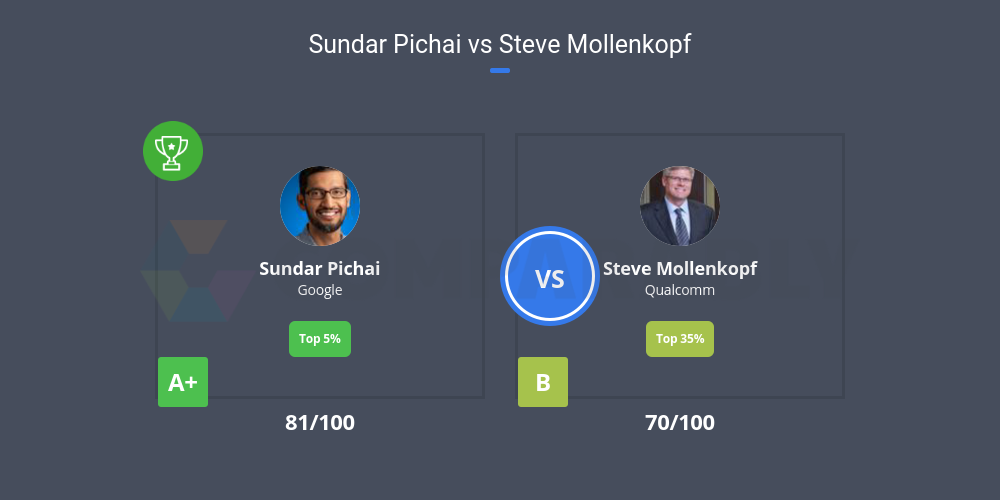 Sundar Pichai vs Steve Mollenkopf
Sundar Pichai
Google
Top 5%
A+
81/100
VS
Steve Mollenkopf
Qualcomm
Top 35%
B
70/100